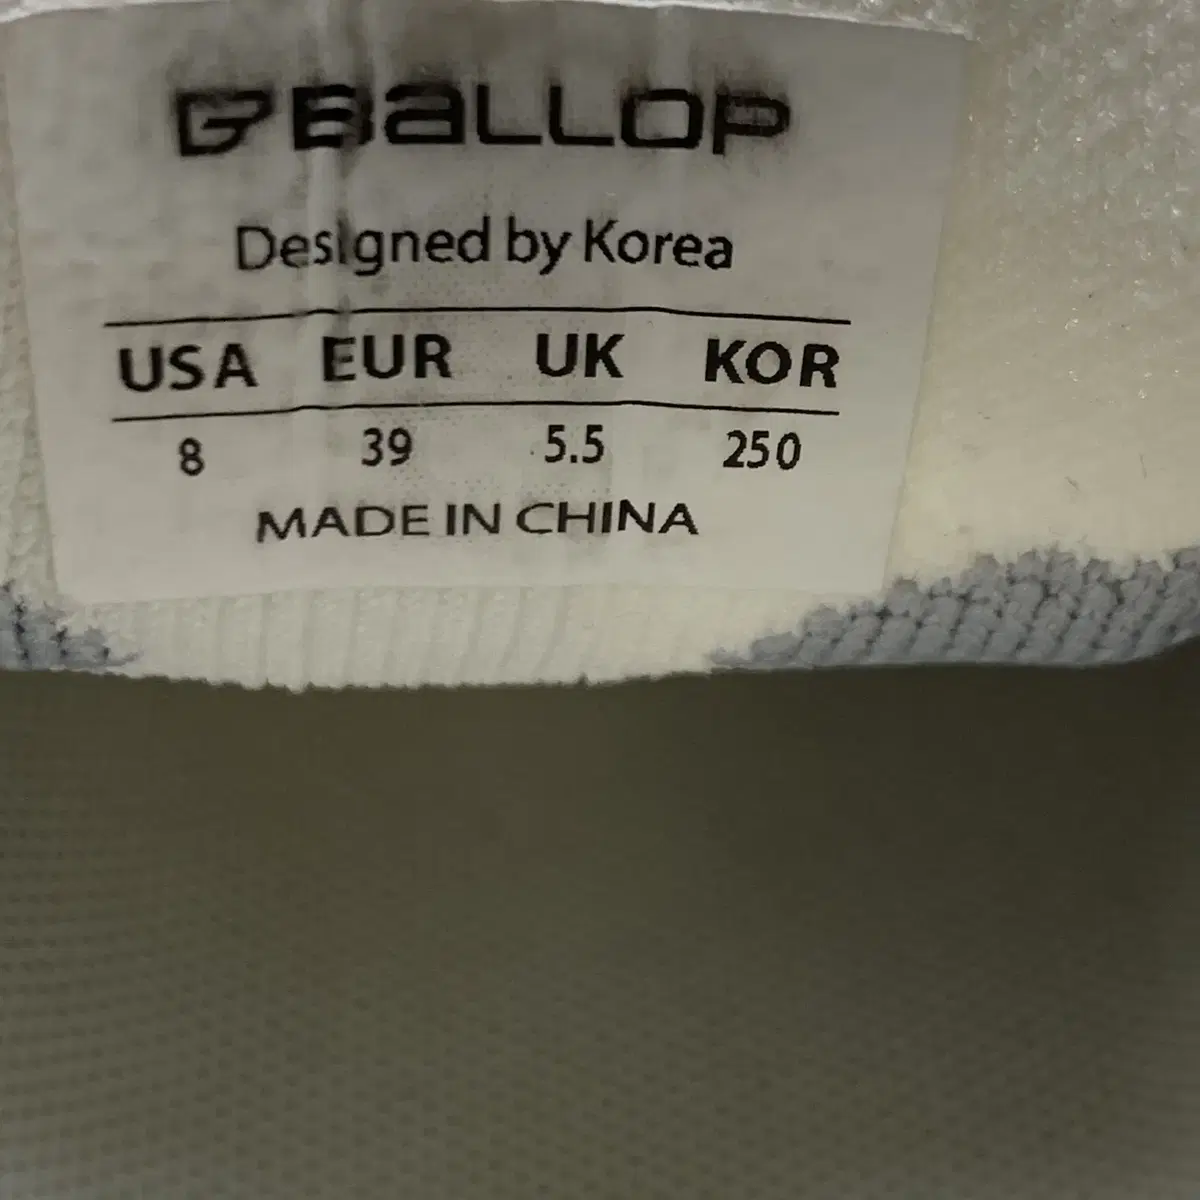 BALLOP
Designed by Korea
USA EUR UK KOR
8 39 5.5 250
MADE IN CHINA